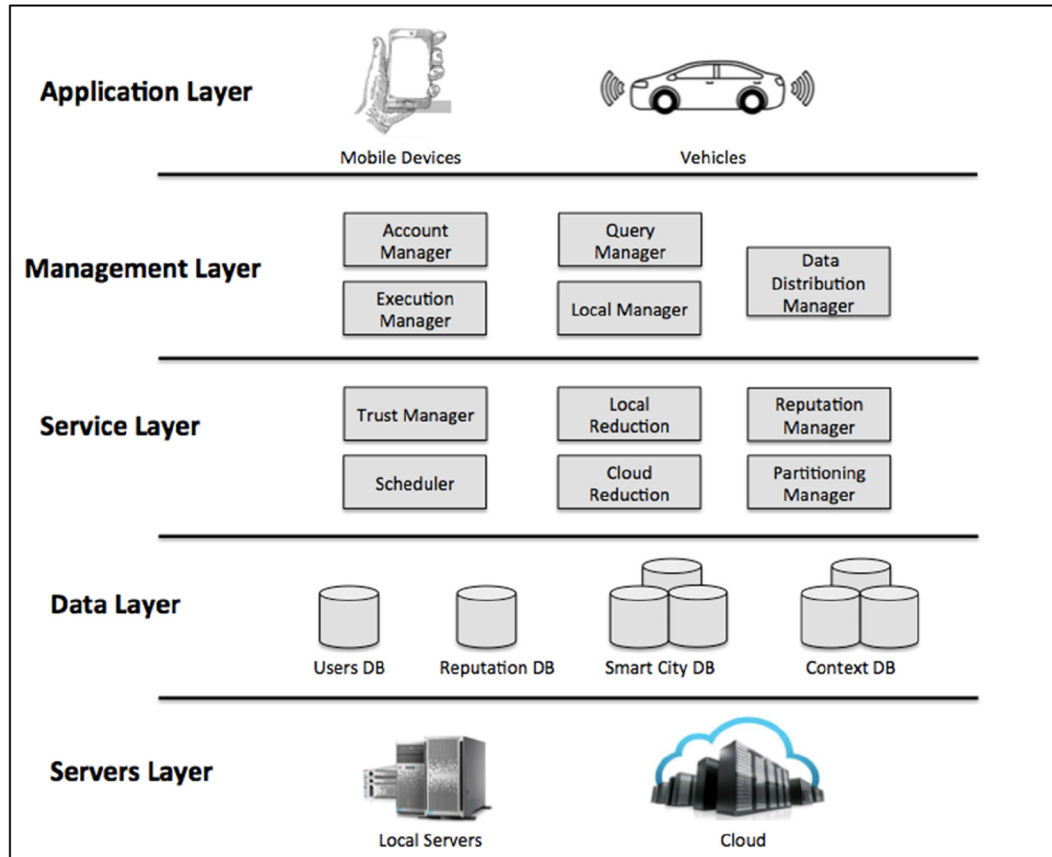 Application Layer
Mobile Devices
Vehicles
Management Layer
Account
Manager
Query
Manager
Data
Distribution
Manager
Execution
Manager
Local Manager
Service Layer
Trust Manager
Local
Reduction
Reputation
Manager
Scheduler
Cloud
Reduction
Partitioning
Manager
Data Layer
Users DB
Reputation DB
Smart City DB
Context DB
Servers Layer
Local Servers
Cloud